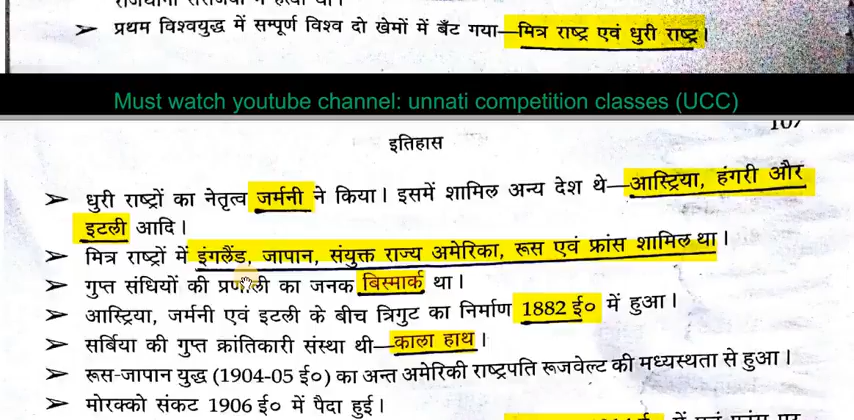 ➤ प्रथम विश्वयुद्ध में सम्पूर्ण विश्व दो खेमों में बँट गया—मित्र राष्ट्र एवं धुरी राष्ट्र।
Must watch youtube channel: unnati competition classes (UCC)
107
इतिहास
➤ धुरी राष्ट्रों का नेतृत्व जर्मनी ने किया। इसमें शामिल अन्य देश थे—आस्ट्रिया, हंगरी और
इटली आदि।
➤ मित्र राष्ट्रों में इंगलैंड, जापान, संयुक्त राज्य अमेरिका, रूस एवं फ्रांस शामिल था।
➤ गुप्त संधियों की प्रणाली का जनक बिस्मार्क था।
➤ आस्ट्रिया, जर्मनी एवं इटली के बीच त्रिगुट का निर्माण 1882 ई० में हुआ।
➤ सर्बिया की गुप्त क्रांतिकारी संस्था थी—काला हाथ।
➤ रूस-जापान युद्ध (1904-05 ई०) का अन्त अमेरिकी राष्ट्रपति रूजवेल्ट की मध्यस्थता से हुआ।
➤ मोरक्को संकट 1906 ई० में पैदा हुई।